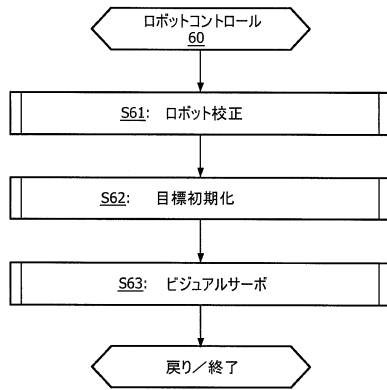 ロボットコントロール
60
S61: ロボット校正
S62: 目標初期化
S63: ビジュアルサーボ
戻り／終了